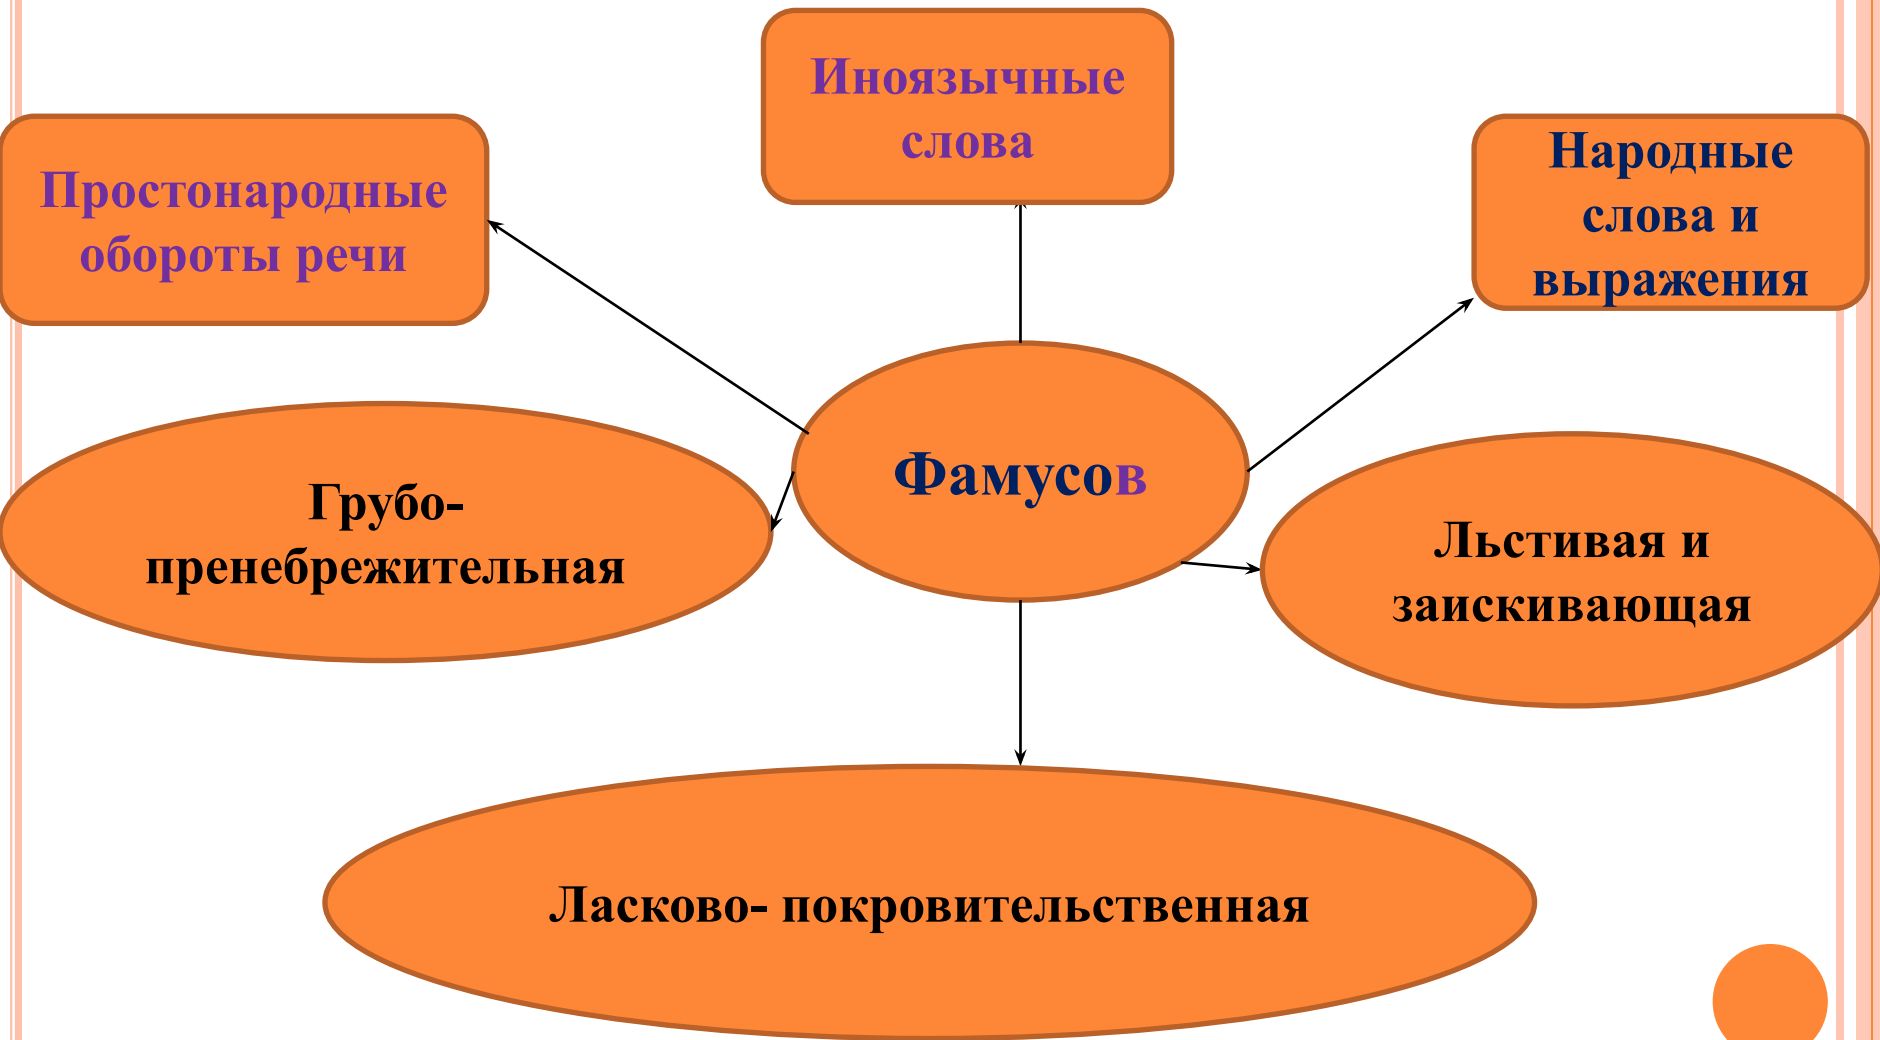 Иноязычные
слова
Простонародные
обороты речи
Народные
слова и
выражения
Фамусов
Грубо-
пренебрежительная
Льстивая и
заискивающая
Ласково- покровительственная